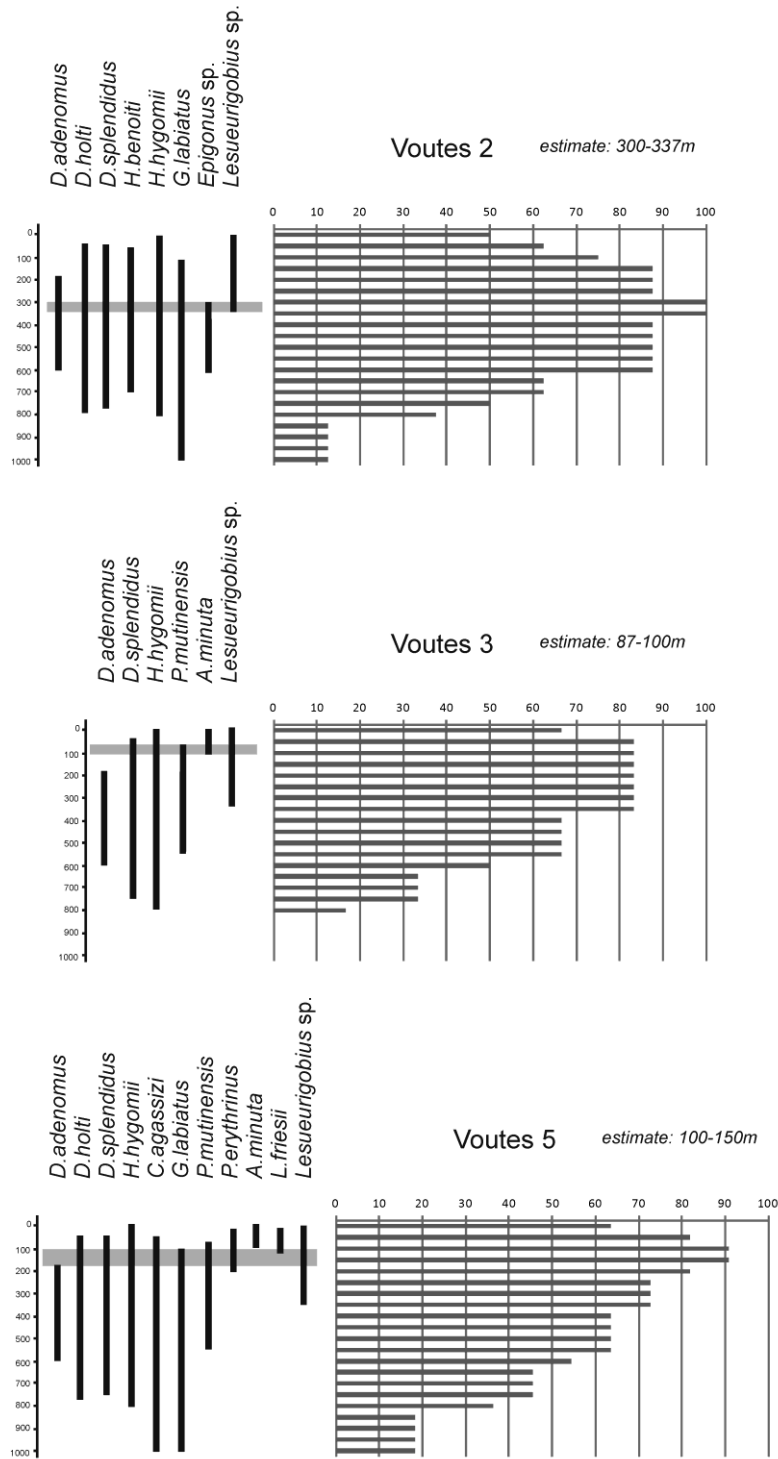 D.adenomus
D.holti
D.splendidus
H.benoiti
H.hygomii
G.labiatus
Epigonus sp.
Lesueurigobius sp.
Voutes 2
estimate: 300-337m
0 10 20 30 40 50 60 70 80 90 100
0
100
200
300
400
500
600
700
800
900
1000
D.adenomus
D.splendidus
H.hygomii
P.mutinensis
A.minuta
Lesueurigobius sp.
Voutes 3
estimate: 87-100m
0 10 20 30 40 50 60 70 80 90 100
0
100
200
300
400
500
600
700
800
900
1000
D.adenomus
D.holti
D.splendidus
H.hygomii
C.agassizi
G.labiatus
P.mutinensis
P.erythrinus
A.minuta
L.friesii
Lesueurigobius sp.
Voutes 5
estimate: 100-150m
0 10 20 30 40 50 60 70 80 90 100
0
100
200
300
400
500
600
700
800
900
1000